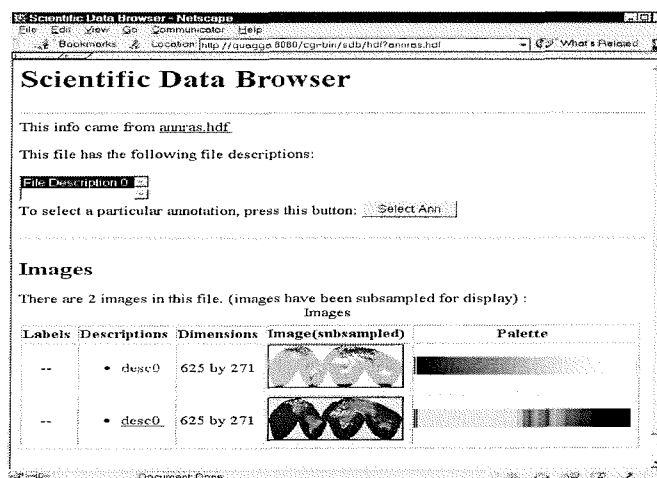 Scientific Data Browser - Netscape
File Edit View Go Communicator Help
Bookmarks Location: http://quagga:8080/cgi-bin/sdb/hdf?annras.hdf What's Related
Scientific Data Browser
This info came from annras.hdf
This file has the following file descriptions:
File Description 0
To select a particular annotation, press this button: Select Ann
Images
There are 2 images in this file. (images have been subsampled for display) :
Images
Labels Descriptions Dimensions Image(subsampled) Palette
-- • desc0 625 by 271
-- • desc0 625 by 271
Document Done